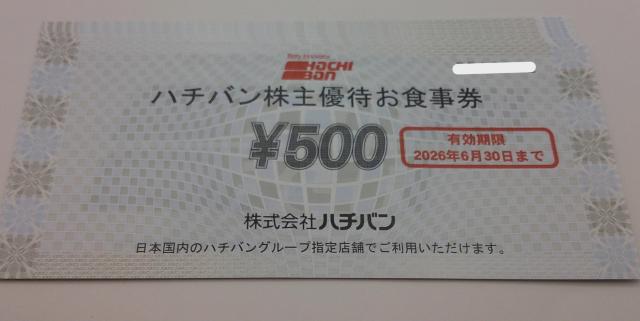 HACHI
BAN
ハチバン株主優待お食事券
¥500
有効期限
2026年6月30日まで
株式会社ハチバン
日本国内のハチバングループ指定店舗でご利用いただけます。